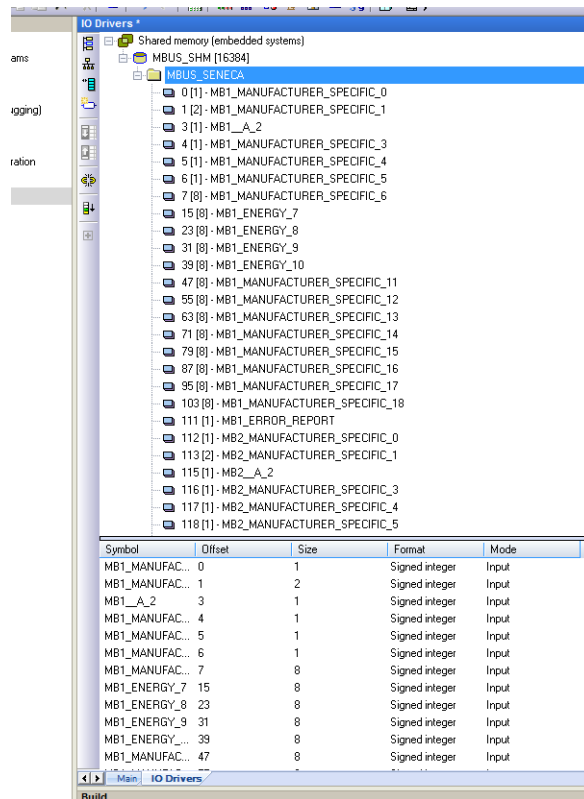 IO Drivers *
Shared memory (embedded systems)
ams
MBUS_SHM [16384]
MBUS_SENECA
0 [1] - MB1_MANUFACTURER_SPECIFIC_0
ugging)
1 [2] - MB1_MANUFACTURER_SPECIFIC_1
3 [1] - MB1__A_2
4 [1] - MB1_MANUFACTURER_SPECIFIC_3
ration
5 [1] - MB1_MANUFACTURER_SPECIFIC_4
6 [1] - MB1_MANUFACTURER_SPECIFIC_5
7 [8] - MB1_MANUFACTURER_SPECIFIC_6
15 [8] - MB1_ENERGY_7
23 [8] - MB1_ENERGY_8
31 [8] - MB1_ENERGY_9
39 [8] - MB1_ENERGY_10
47 [8] - MB1_MANUFACTURER_SPECIFIC_11
55 [8] - MB1_MANUFACTURER_SPECIFIC_12
63 [8] - MB1_MANUFACTURER_SPECIFIC_13
71 [8] - MB1_MANUFACTURER_SPECIFIC_14
79 [8] - MB1_MANUFACTURER_SPECIFIC_15
87 [8] - MB1_MANUFACTURER_SPECIFIC_16
95 [8] - MB1_MANUFACTURER_SPECIFIC_17
103 [8] - MB1_MANUFACTURER_SPECIFIC_18
111 [1] - MB1_ERROR_REPORT
112 [1] - MB2_MANUFACTURER_SPECIFIC_0
113 [2] - MB2_MANUFACTURER_SPECIFIC_1
115 [1] - MB2__A_2
116 [1] - MB2_MANUFACTURER_SPECIFIC_3
117 [1] - MB2_MANUFACTURER_SPECIFIC_4
118 [1] - MB2_MANUFACTURER_SPECIFIC_5
Symbol Offset Size Format Mode
MB1_MANUFAC... 0 1 Signed integer Input
MB1_MANUFAC... 1 2 Signed integer Input
MB1__A_2 3 1 Signed integer Input
MB1_MANUFAC... 4 1 Signed integer Input
MB1_MANUFAC... 5 1 Signed integer Input
MB1_MANUFAC... 6 1 Signed integer Input
MB1_MANUFAC... 7 8 Signed integer Input
MB1_ENERGY_7 15 8 Signed integer Input
MB1_ENERGY_8 23 8 Signed integer Input
MB1_ENERGY_9 31 8 Signed integer Input
MB1_ENERGY_... 39 8 Signed integer Input
MB1_MANUFAC... 47 8 Signed integer Input
Main IO Drivers
Build